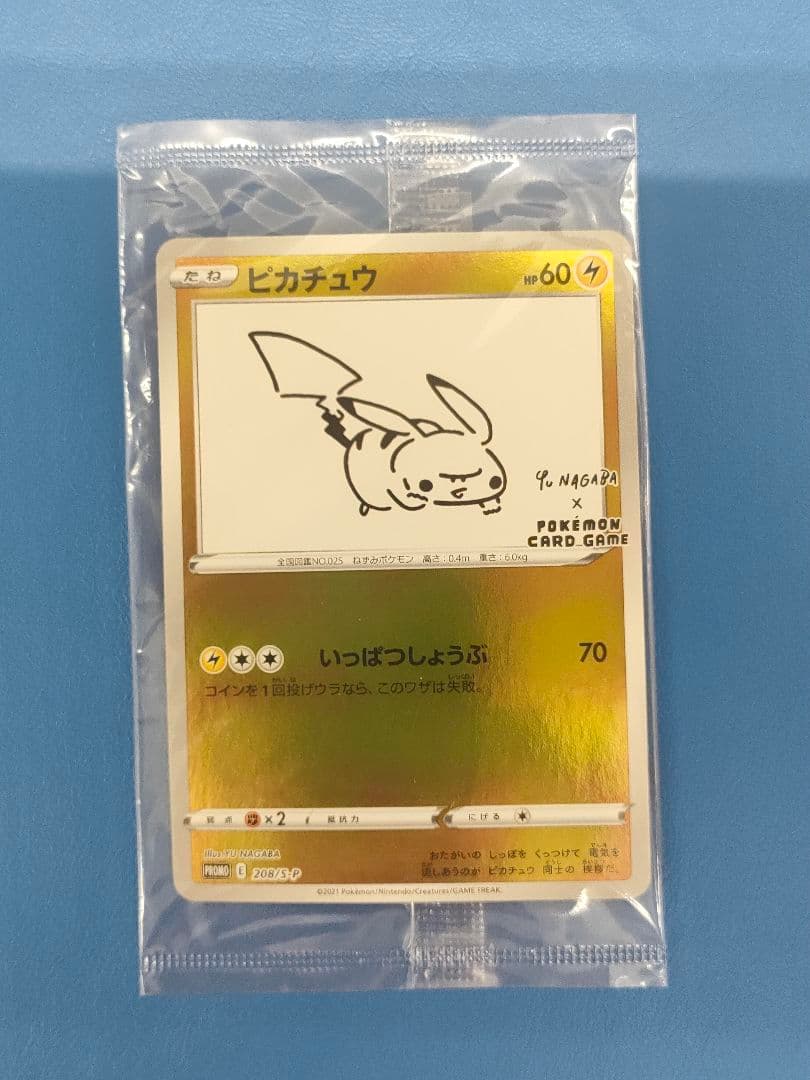 たね ピカチュウ HP60
Yu NAGABA
×
POKÉMON
CARD GAME
全国図鑑NO.025 ねずみポケモン 高さ:0.4m 重さ:6.0kg
いっぱつしょうぶ 70
コインを1回投げウラなら、このワザは失敗。
弱点 ×2 抵抗力 にげる
Illus. YU NAGABA
おたがいの しっぽを くっつけて 電気を
流しあうのが ピカチュウ 同士の 挨拶だ。
PROMO E 208/S-P
©2021 Pokémon/Nintendo/Creatures/GAME FREAK.